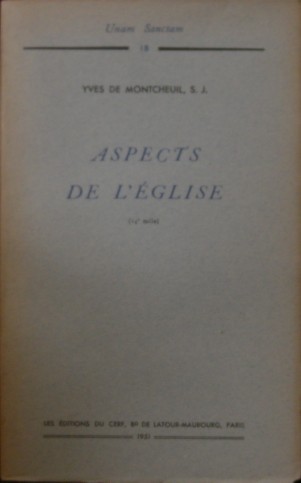 Unam Sanctam
18
YVES DE MONTCHEUIL, S. J.
ASPECTS
DE L'ÉGLISE
LES ÉDITIONS DU CERF, Bd DE LATOUR-MAUBOURG, PARIS
1951